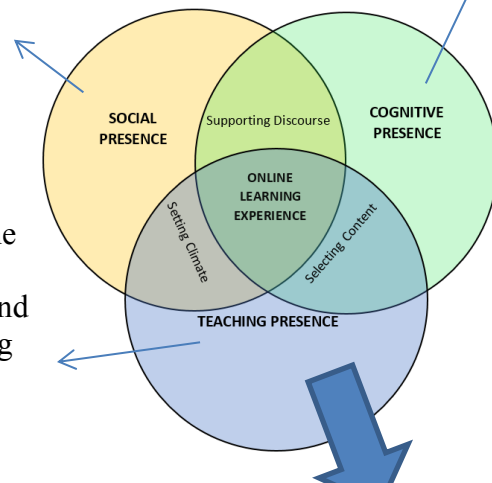 SOCIAL
PRESENCE
Supporting Discourse
COGNITIVE
PRESENCE
ONLINE
LEARNING
EXPERIENCE
Setting Climate
Selecting Content
TEACHING PRESENCE